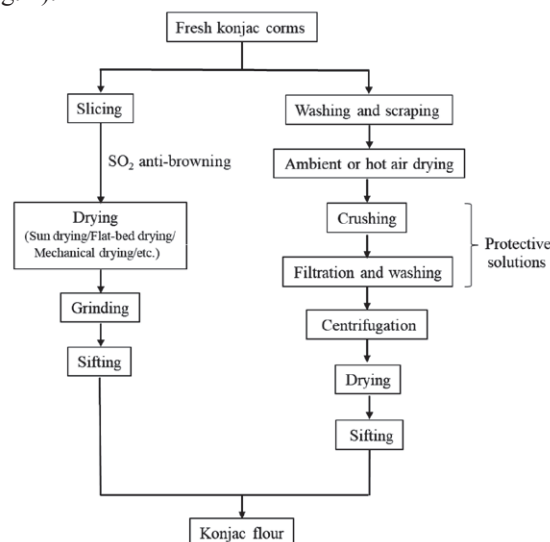 Fresh konjac corms
Slicing
SO₂ anti-browning
Drying
(Sun drying/Flat-bed drying/
Mechanical drying/etc.)
Grinding
Sifting
Washing and scraping
Ambient or hot air drying
Crushing
Filtration and washing
Protective
solutions
Centrifugation
Drying
Sifting
Konjac flour